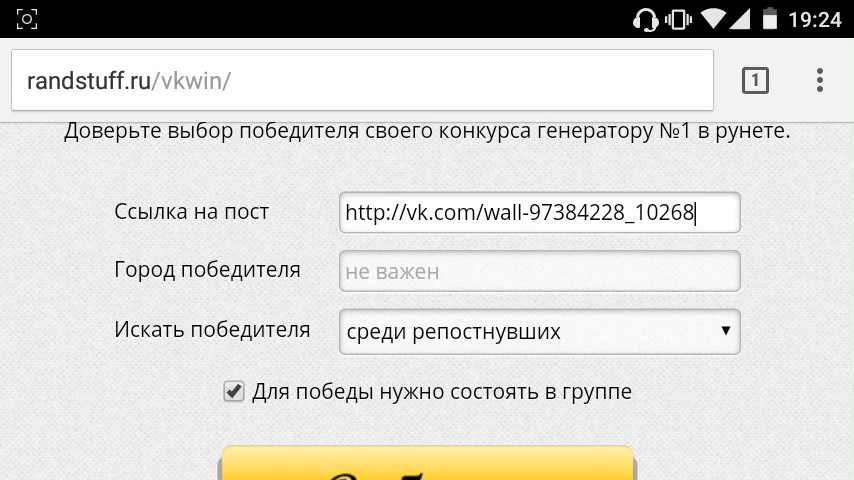 19:24
randstuff.ru/vkwin/
1
Доверьте выбор победителя своего конкурса генератору №1 в рунете.
Ссылка на пост
http://vk.com/wall-97384228_10268
Город победителя
не важен
Искать победителя
среди репостнувших
Для победы нужно состоять в группе